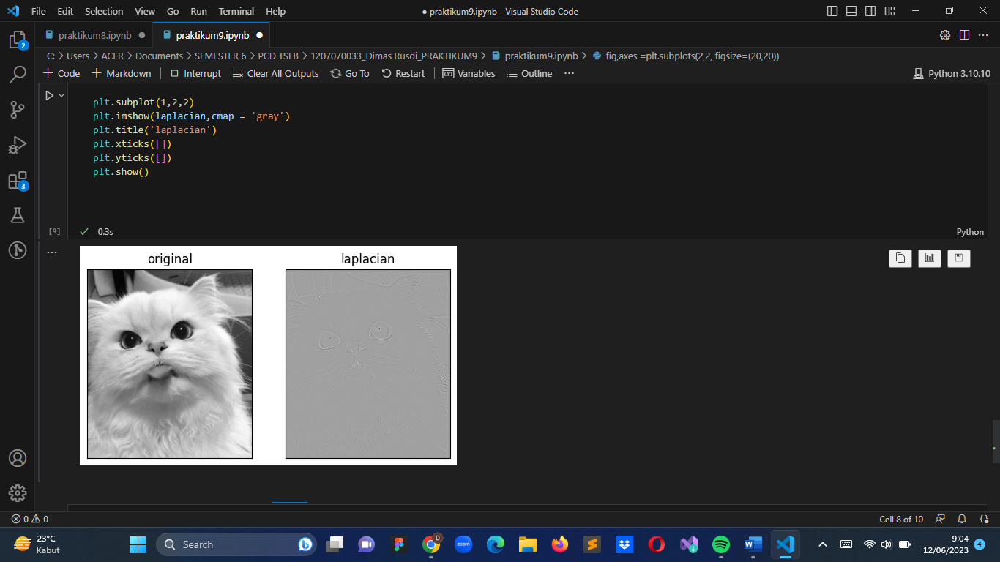 File Edit Selection View Go Run Terminal Help
● praktikum9.ipynb - Visual Studio Code
praktikum8.ipynb ●
praktikum9.ipynb ●
C: > Users > ACER > Documents > SEMESTER 6 > PCD TSEB > 1207070033_Dimas Rusdi_PRAKTIKUM9 > praktikum9.ipynb > fig,axes =plt.subplots(2,2, figsize=(20,20))
+ Code + Markdown Interrupt Clear All Outputs Go To Restart Variables Outline ··· Python 3.10.10
plt.subplot(1,2,2)
plt.imshow(laplacian,cmap = 'gray')
plt.title('laplacian')
plt.xticks([])
plt.yticks([])
plt.show()
[9] 0.3s Python
original laplacian
2
3
0 0
Cell 8 of 10
23°C
Kabut
Search
D
zoom
9:04
12/06/2023
4